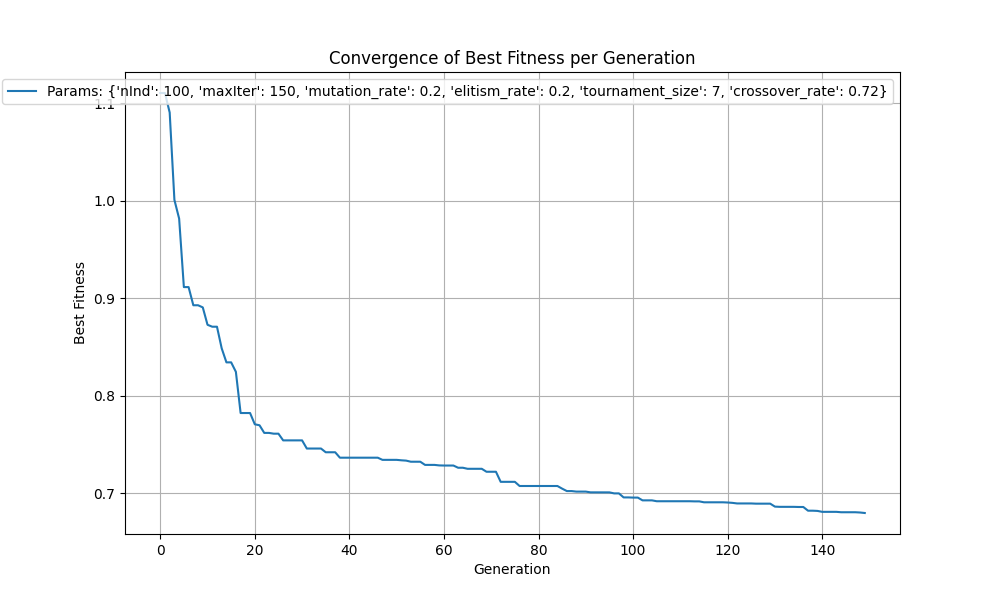 Convergence of Best Fitness per Generation
Params: {'nInd': 100, 'maxIter': 150, 'mutation_rate': 0.2, 'elitism_rate': 0.2, 'tournament_size': 7, 'crossover_rate': 0.72}
1.1
1.0
0.9
0.8
0.7
Best Fitness
0 20 40 60 80 100 120 140
Generation